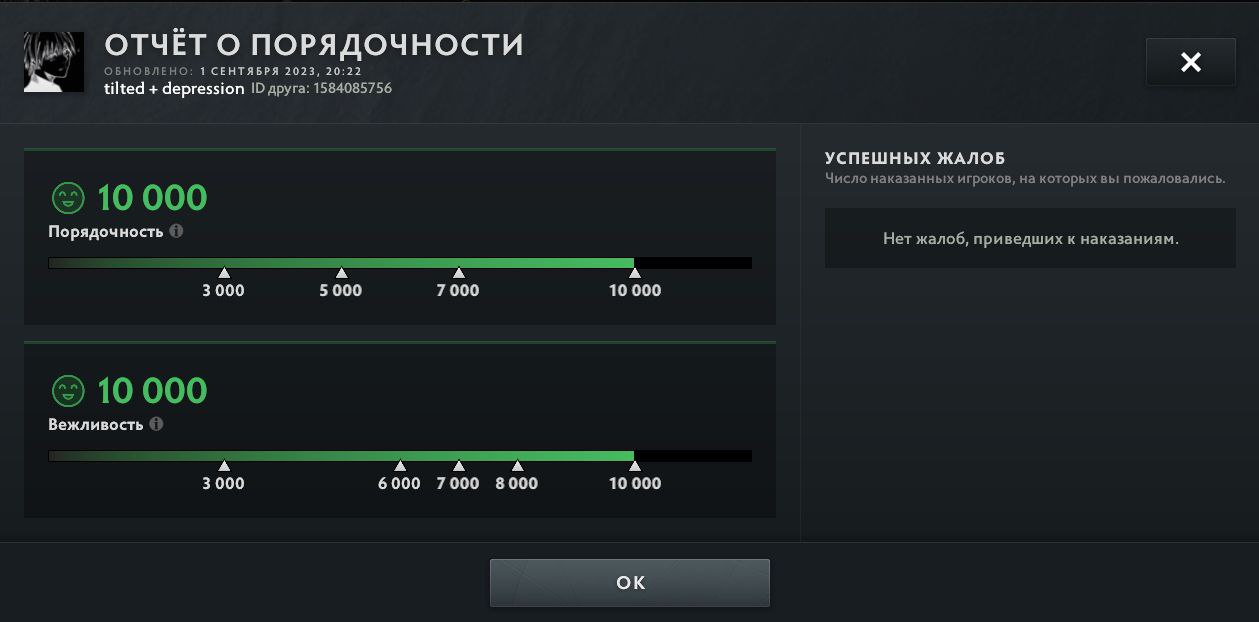 ОТЧЁТ О ПОРЯДОЧНОСТИ
ОБНОВЛЕНО: 1 СЕНТЯБРЯ 2023, 20:22
tilted + depression ID друга: 1584085756
10 000
Порядочность
3 000 5 000 7 000 10 000
10 000
Вежливость
3 000 6 000 7 000 8 000 10 000
УСПЕШНЫХ ЖАЛОБ
Число наказанных игроков, на которых вы пожаловались.
Нет жалоб, приведших к наказаниям.
ОК